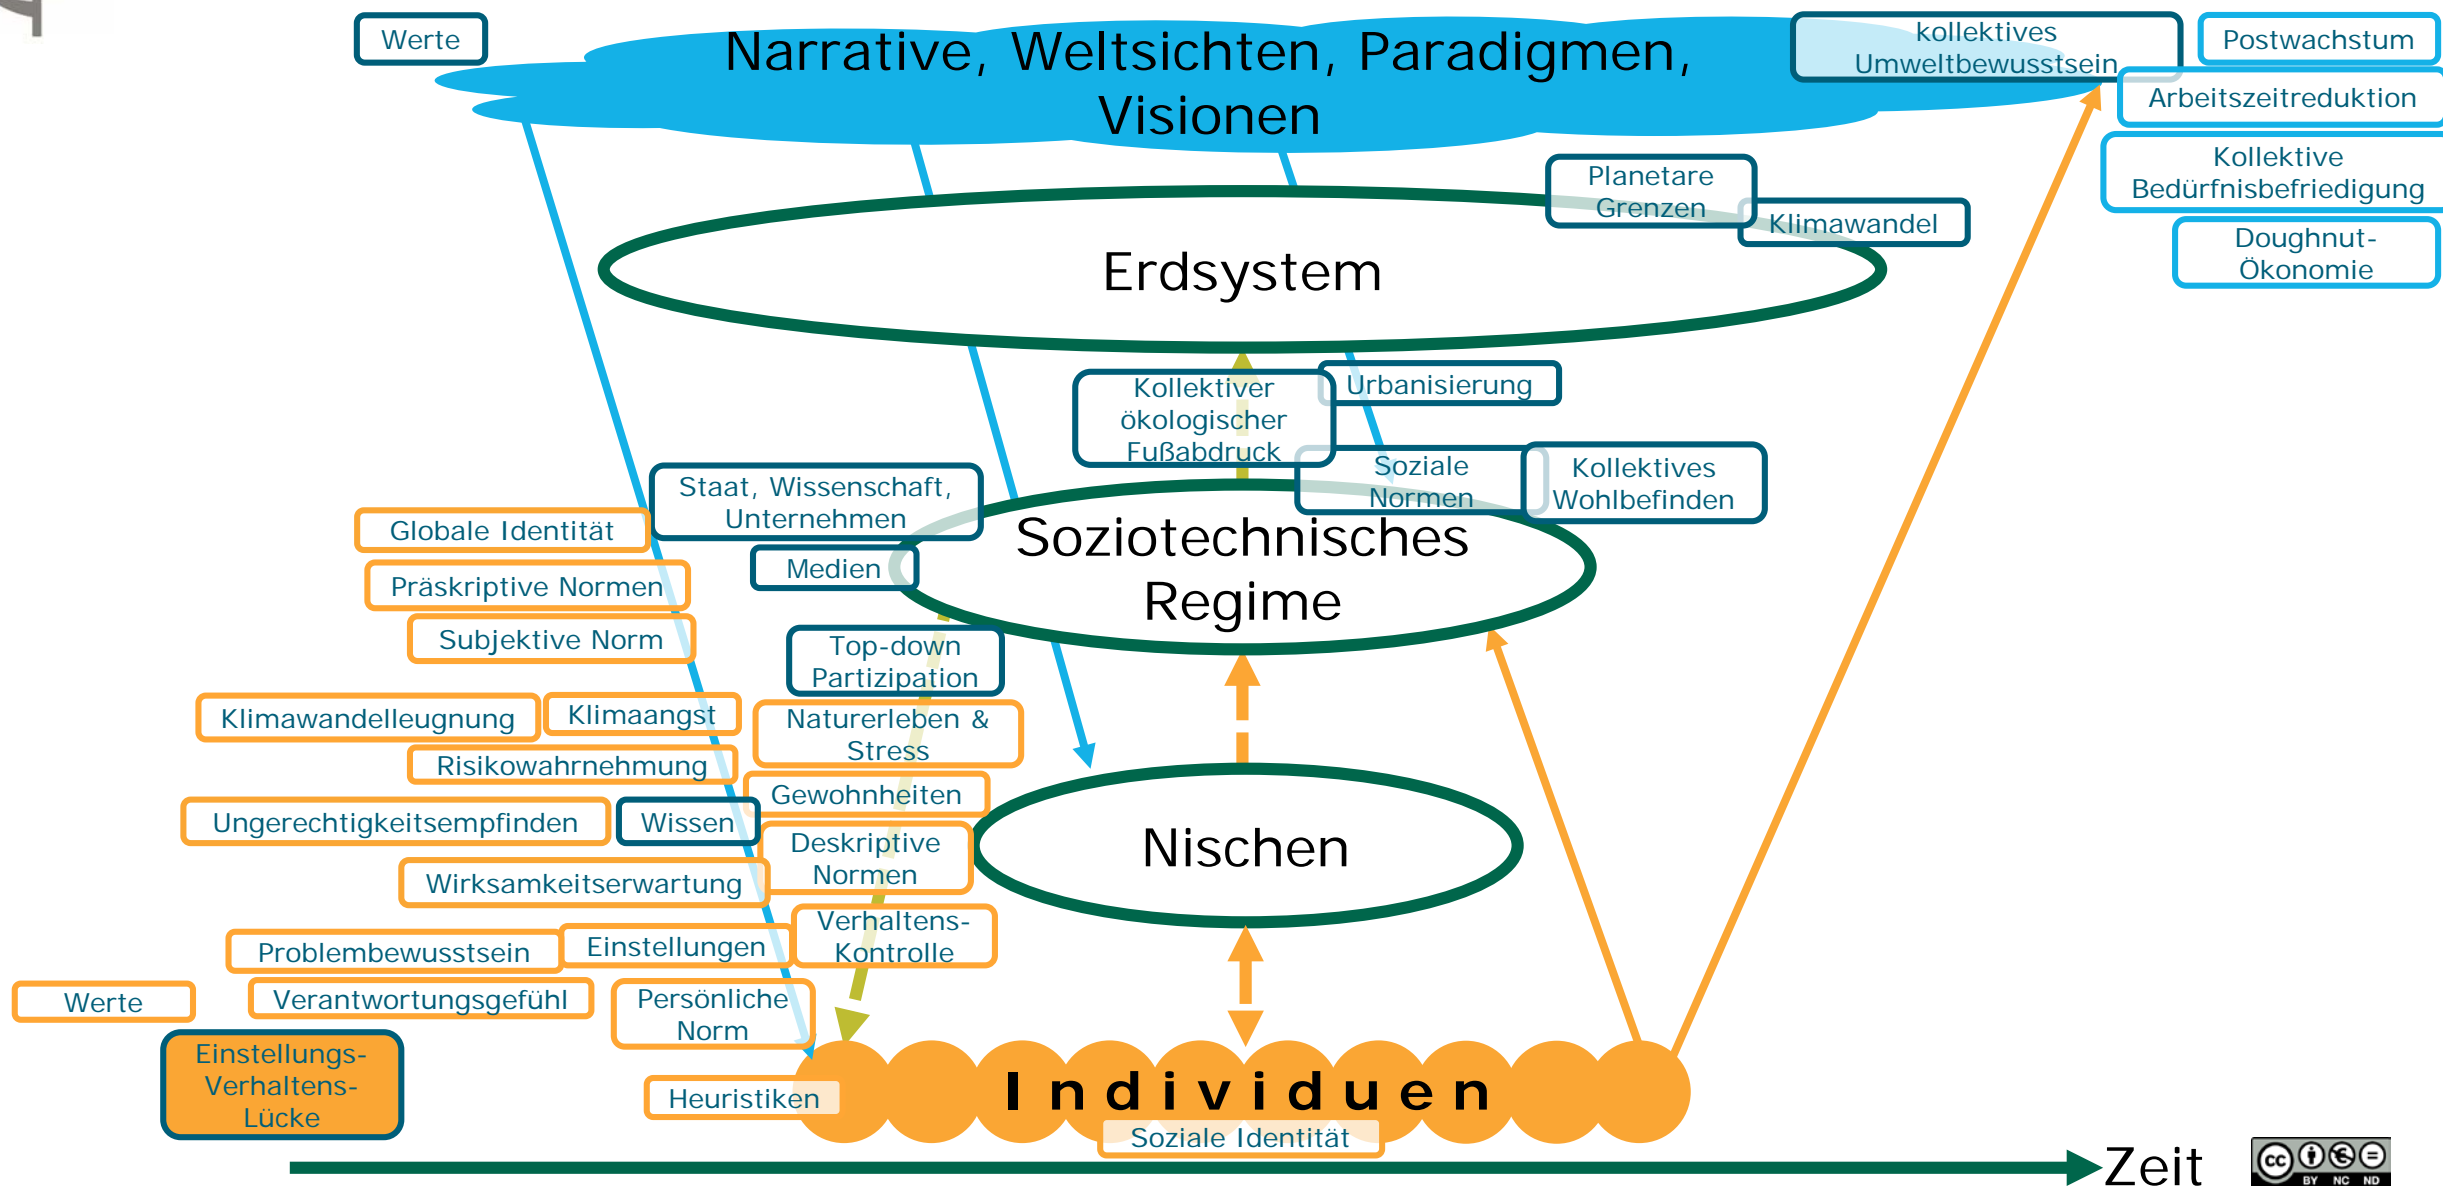 Werte
Narrative, Weltsichten, Paradigmen,
Visionen
kollektives
Umweltbewusstsein
Postwachstum
Arbeitszeitreduktion
Kollektive
Bedürfnisbefriedigung
Doughnut-
Ökonomie
Planetare
Grenzen
Klimawandel
Erdsystem
Kollektiver
ökologischer
Fußabdruck
Urbanisierung
Soziale
Normen
Kollektives
Wohlbefinden
Staat, Wissenschaft,
Unternehmen
Medien
Soziotechnisches
Regime
Globale Identität
Präskriptive Normen
Subjektive Norm
Top-down
Partizipation
Klimawandelleugnung
Klimaangst
Naturerleben &
Stress
Risikowahrnehmung
Gewohnheiten
Ungerechtigkeitsempfinden
Wissen
Deskriptive
Normen
Nischen
Wirksamkeitserwartung
Verhaltens-
Kontrolle
Problembewusstsein
Einstellungen
Werte
Verantwortungsgefühl
Persönliche
Norm
Einstellungs-
Verhaltens-
Lücke
Heuristiken
Individuen
Soziale Identität
Zeit
cc
BY NC ND